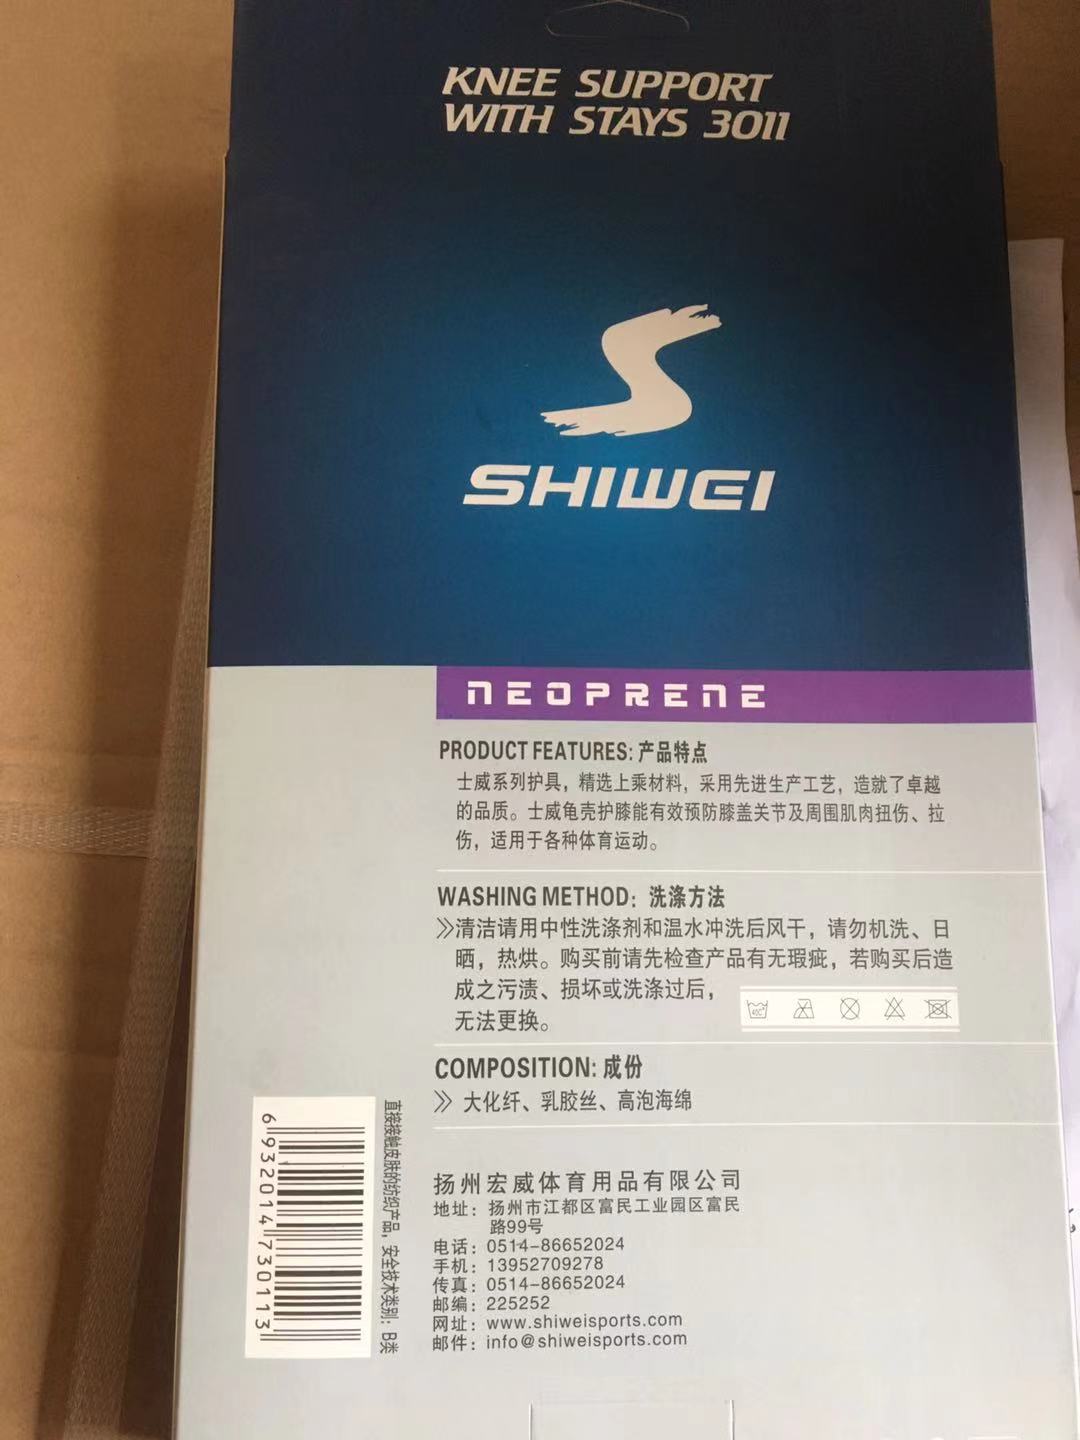 KNEE SUPPORT
WITH STAYS 3011
SHIWEI
NEOPRENE
PRODUCT FEATURES: 产品特点
士威系列护具，精选上乘材料，采用先进生产工艺，造就了卓越
的品质。士威龟壳护膝能有效预防膝盖关节及周围肌肉扭伤、拉
伤，适用于各种体育运动。
WASHING METHOD: 洗涤方法
》清洁请用中性洗涤剂和温水冲洗后风干，请勿机洗、日
晒，热烘。购买前请先检查产品有无瑕疵，若购买后造
成之污渍、损坏或洗涤过后，
无法更换。
40C°
COMPOSITION: 成份
》大化纤、乳胶丝、高泡海绵
直接接触皮肤的纺织产品，安全技术类别：B类
6932014730113
扬州宏威体育用品有限公司
地址：扬州市江都区富民工业园区富民
路99号
电话：0514-86652024
手机：13952709278
传真：0514-86652024
邮编：225252
网址：www.shiweisports.com
邮件：info@shiweisports.com